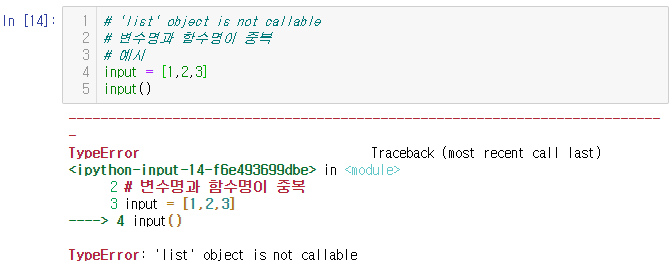 In [14]:
1 # 'list' object is not callable
2 # 변수명과 함수명이 중복
3 # 예시
4 input = [1,2,3]
5 input()
---------------------------------------------------------------------------
TypeError Traceback (most recent call last)
<ipython-input-14-f6e493699dbe> in <module>
2 # 변수명과 함수명이 중복
3 input = [1,2,3]
----> 4 input()
TypeError: 'list' object is not callable